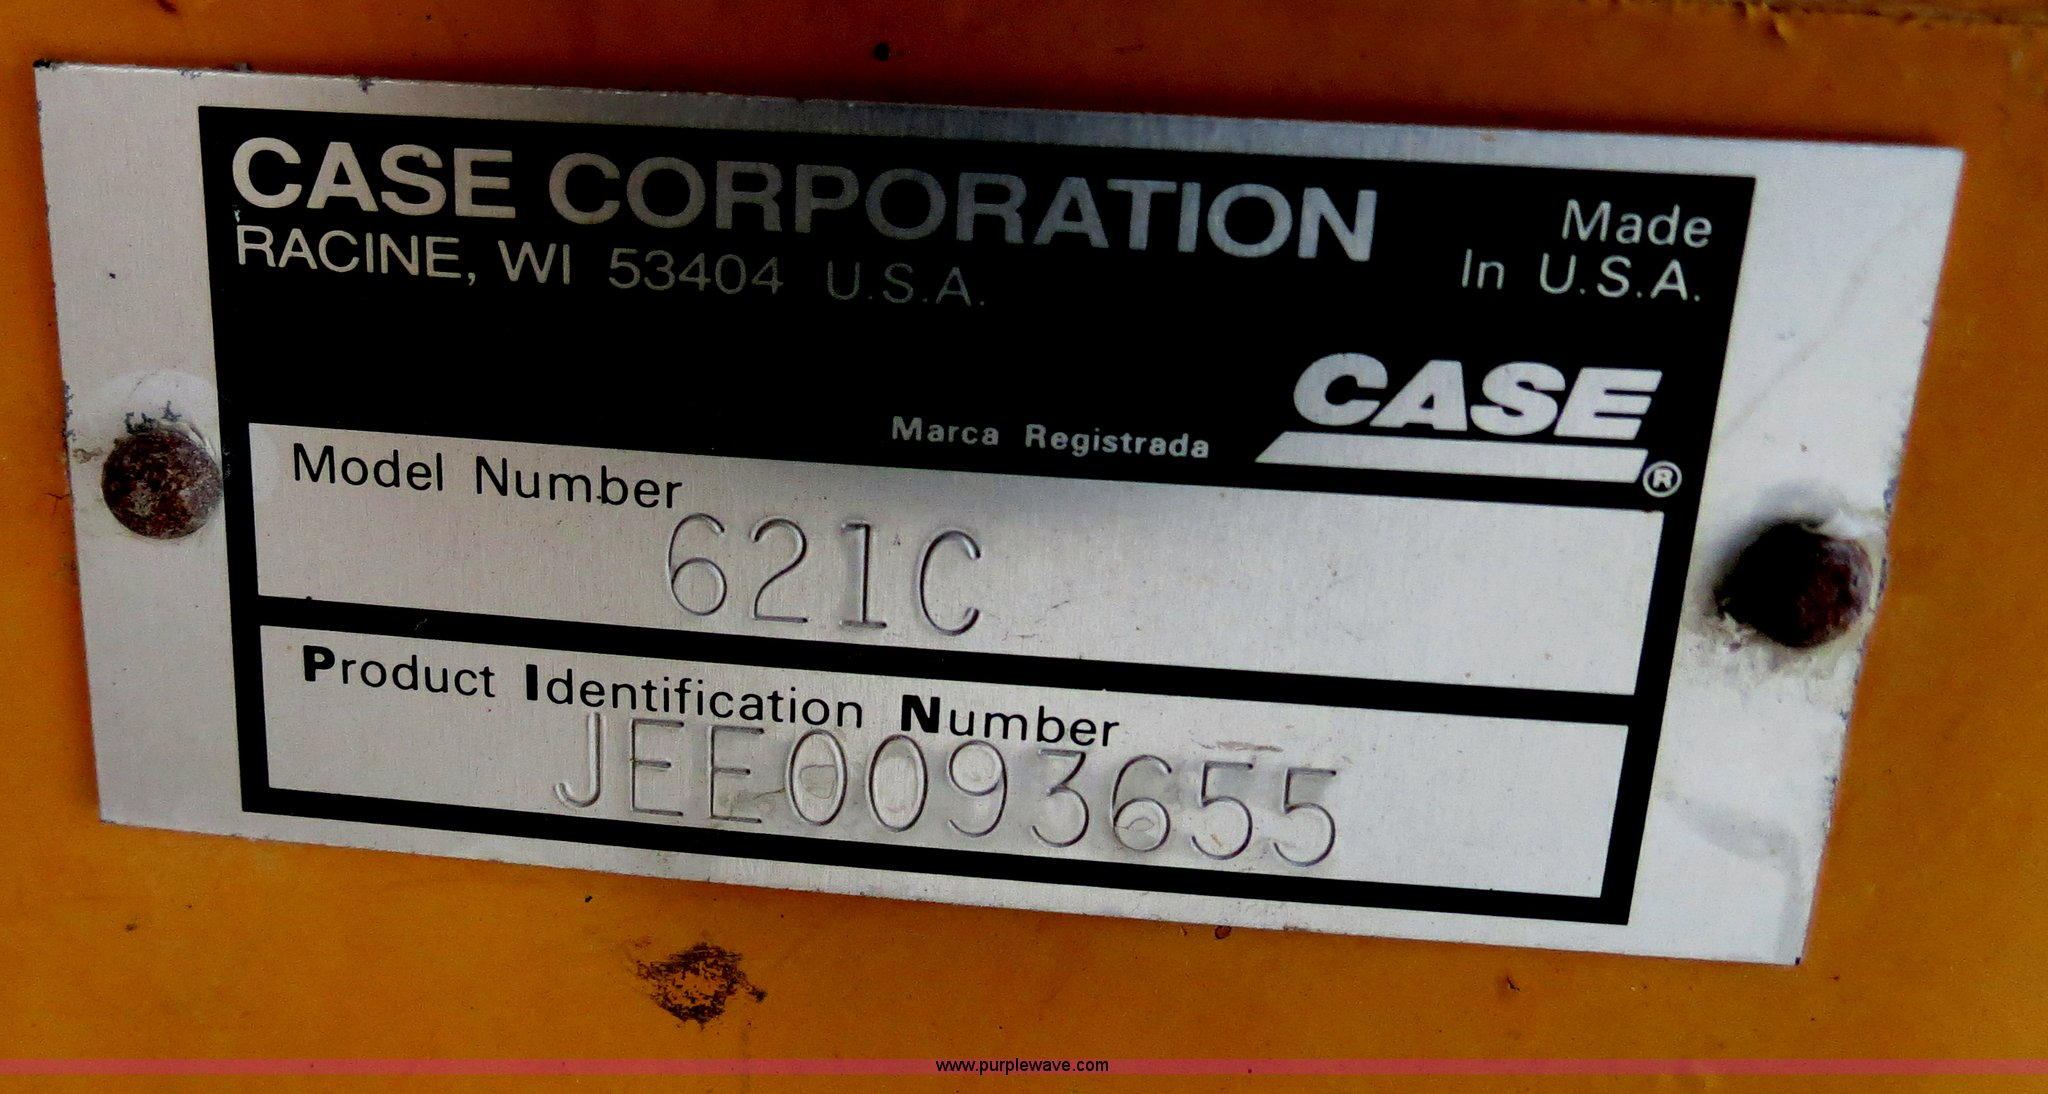 CASE CORPORATION
RACINE, WI 53404 U.S.A.
Made
In U.S.A.
CASE
Marca Registrada
®
Model Number
621C
Product Identification Number
JEE0093655
www.purplewave.com